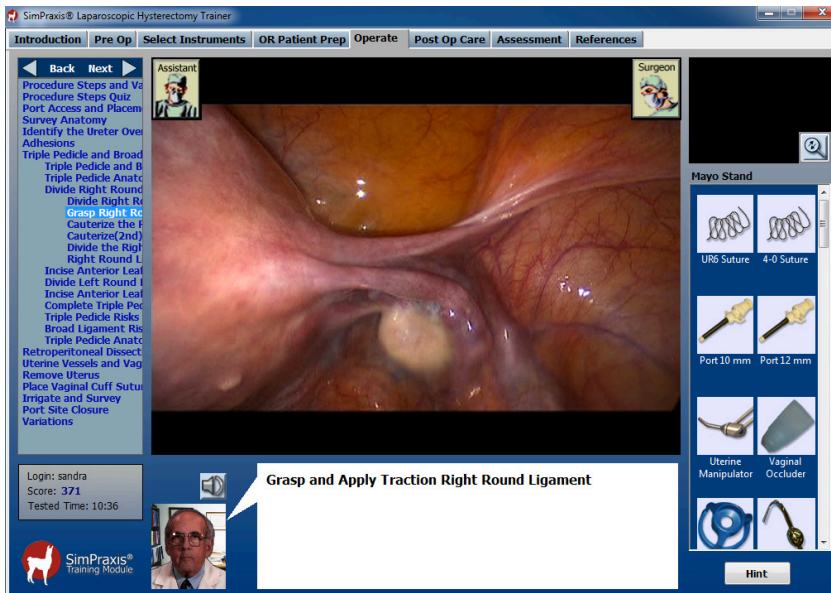 SimPraxis® Laparoscopic Hysterectomy Trainer
Introduction Pre Op Select Instruments OR Patient Prep Operate Post Op Care Assessment References
Back Next
Procedure Steps and Va
Procedure Steps Quiz
Port Access and Placem
Survey Anatomy
Identify the Ureter Ove
Adhesions
Triple Pedicle and Broad
Triple Pedicle and B
Triple Pedicle Anato
Divide Right Round
Divide Right Ro
Grasp Right Ro
Cauterize the R
Cauterize(2nd)
Divide the Righ
Right Round L
Incise Anterior Leaf
Divide Left Round L
Incise Anterior Leaf
Complete Triple Ped
Triple Pedicle Risks
Broad Ligament Ris
Triple Pedicle Anato
Retroperitoneal Dissect
Uterine Vessels and Vag
Remove Uterus
Place Vaginal Cuff Sutu
Irrigate and Survey
Port Site Closure
Variations
Assistant
Surgeon
Mayo Stand
UR6 Suture 4-0 Suture
Port 10 mm Port 12 mm
Uterine Manipulator
Vaginal Occluder
Login: sandra
Score: 371
Tested Time: 10:36
SimPraxis®
Training Module
Grasp and Apply Traction Right Round Ligament
Hint